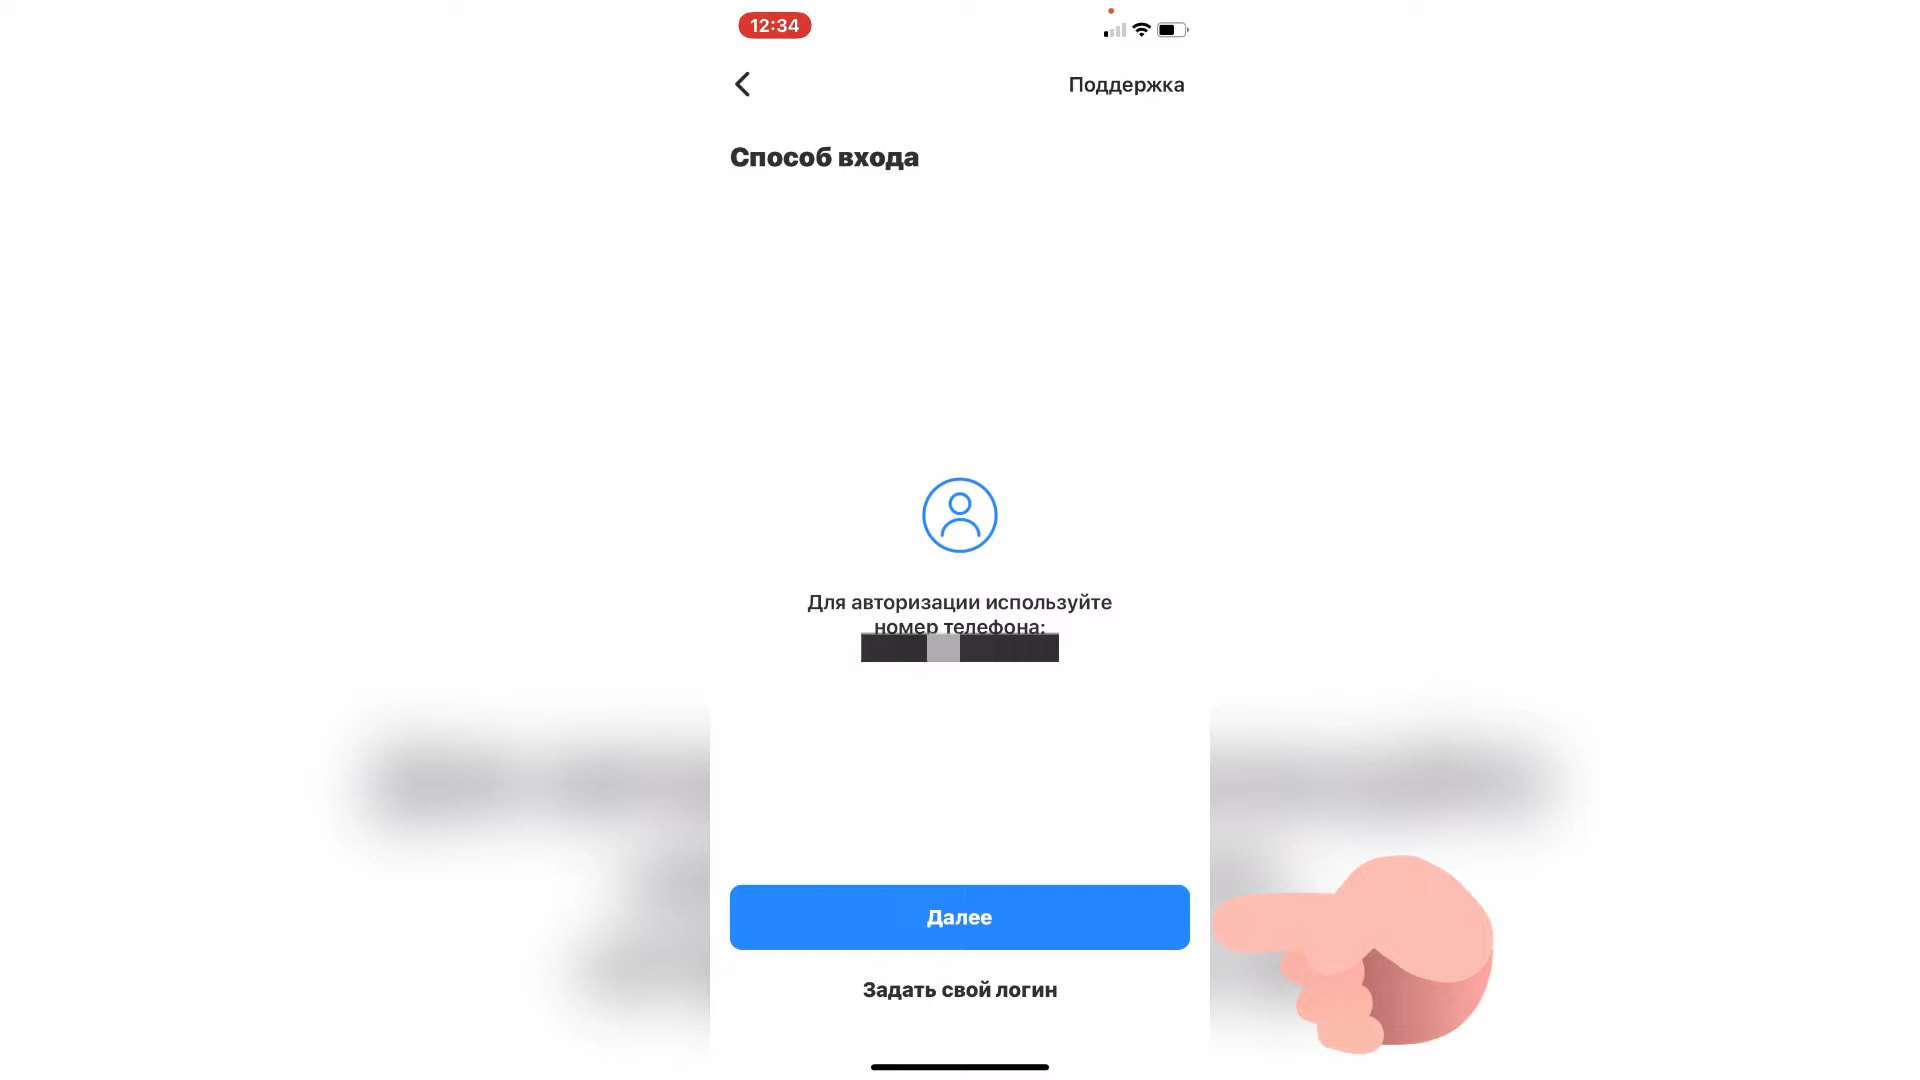 12:34
Поддержка
Способ входа
Для авторизации используйте
номер телефона:
Далее
Задать свой логин